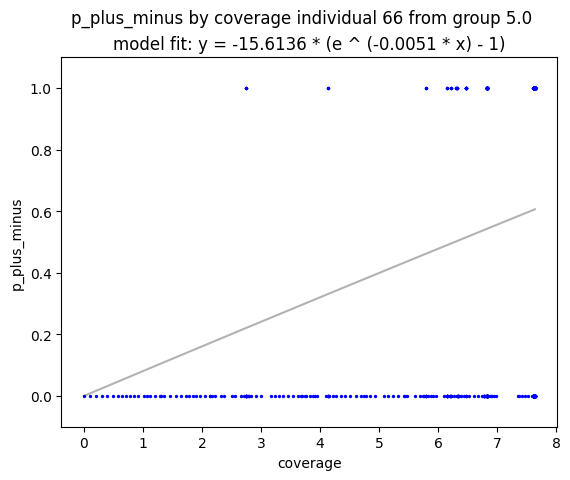 p_plus_minus by coverage individual 66 from group 5.0
model fit: y = -15.6136 * (e ^ (-0.0051 * x) - 1)
1.0
0.8
0.6
0.4
0.2
0.0
p_plus_minus
0 1 2 3 4 5 6 7 8
coverage